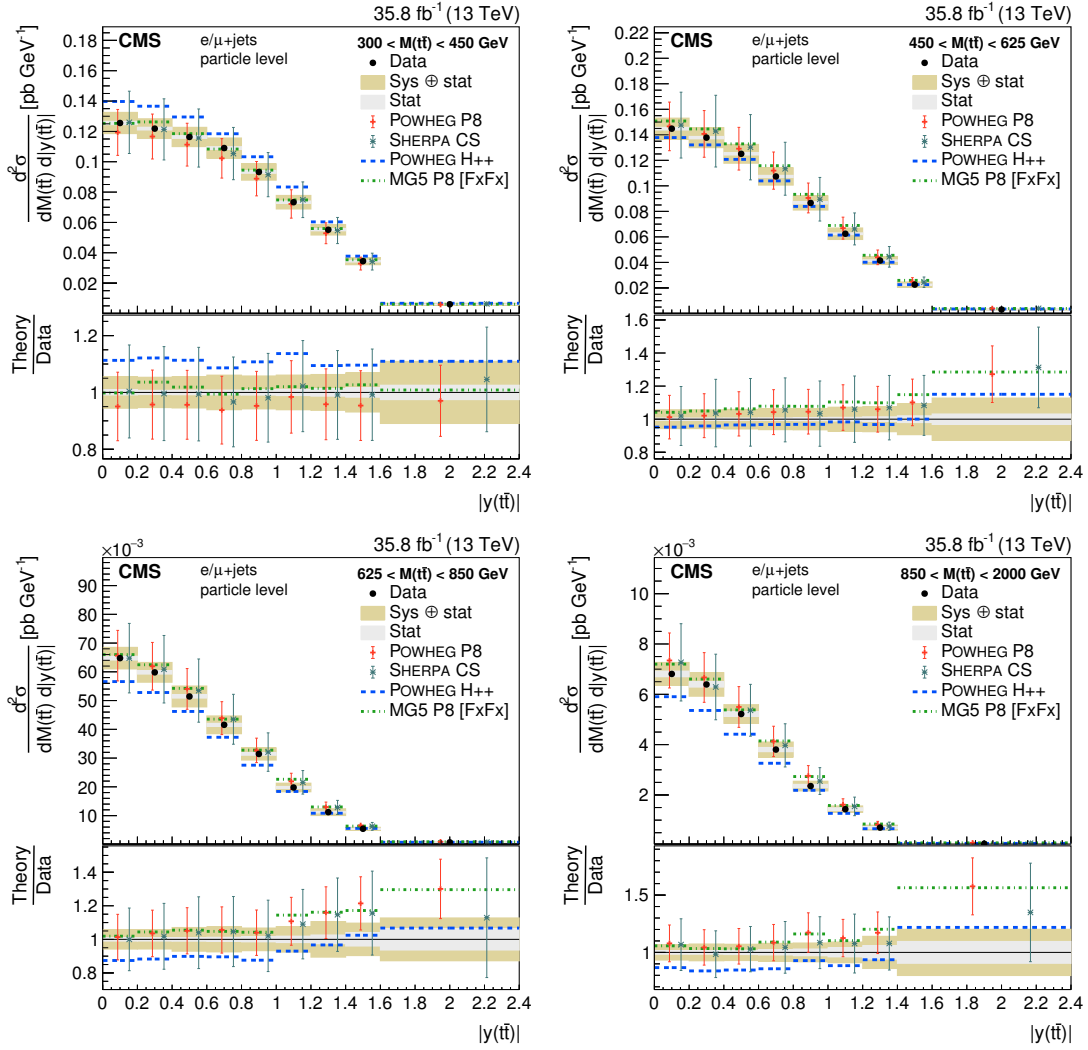 35.8 fb⁻¹ (13 TeV)
CMS
e/μ+jets
particle level
300 < M(tt̄) < 450 GeV
Data
Sys ⊕ stat
Stat
POWHEG P8
SHERPA CS
POWHEG H++
MG5 P8 [FxFx]
d²σ
dM(tt̄) d|y(tt̄)|
[pb GeV⁻¹]
0.18
0.16
0.14
0.12
0.1
0.08
0.06
0.04
0.02
Theory
Data
1.2
1
0.8
0 0.2 0.4 0.6 0.8 1 1.2 1.4 1.6 1.8 2 2.2 2.4
|y(tt̄)|
35.8 fb⁻¹ (13 TeV)
CMS
e/μ+jets
particle level
450 < M(tt̄) < 625 GeV
Data
Sys ⊕ stat
Stat
POWHEG P8
SHERPA CS
POWHEG H++
MG5 P8 [FxFx]
d²σ
dM(tt̄) d|y(tt̄)|
[pb GeV⁻¹]
0.22
0.2
0.18
0.16
0.14
0.12
0.1
0.08
0.06
0.04
0.02
Theory
Data
1.6
1.4
1.2
1
0.8
0 0.2 0.4 0.6 0.8 1 1.2 1.4 1.6 1.8 2 2.2 2.4
|y(tt̄)|
×10⁻³
35.8 fb⁻¹ (13 TeV)
CMS
e/μ+jets
particle level
625 < M(tt̄) < 850 GeV
Data
Sys ⊕ stat
Stat
POWHEG P8
SHERPA CS
POWHEG H++
MG5 P8 [FxFx]
d²σ
dM(tt̄) d|y(tt̄)|
[pb GeV⁻¹]
90
80
70
60
50
40
30
20
10
Theory
Data
1.4
1.2
1
0.8
0 0.2 0.4 0.6 0.8 1 1.2 1.4 1.6 1.8 2 2.2 2.4
|y(tt̄)|
×10⁻³
35.8 fb⁻¹ (13 TeV)
CMS
e/μ+jets
particle level
850 < M(tt̄) < 2000 GeV
Data
Sys ⊕ stat
Stat
POWHEG P8
SHERPA CS
POWHEG H++
MG5 P8 [FxFx]
d²σ
dM(tt̄) d|y(tt̄)|
[pb GeV⁻¹]
10
8
6
4
2
Theory
Data
1.5
1
0 0.2 0.4 0.6 0.8 1 1.2 1.4 1.6 1.8 2 2.2 2.4
|y(tt̄)|